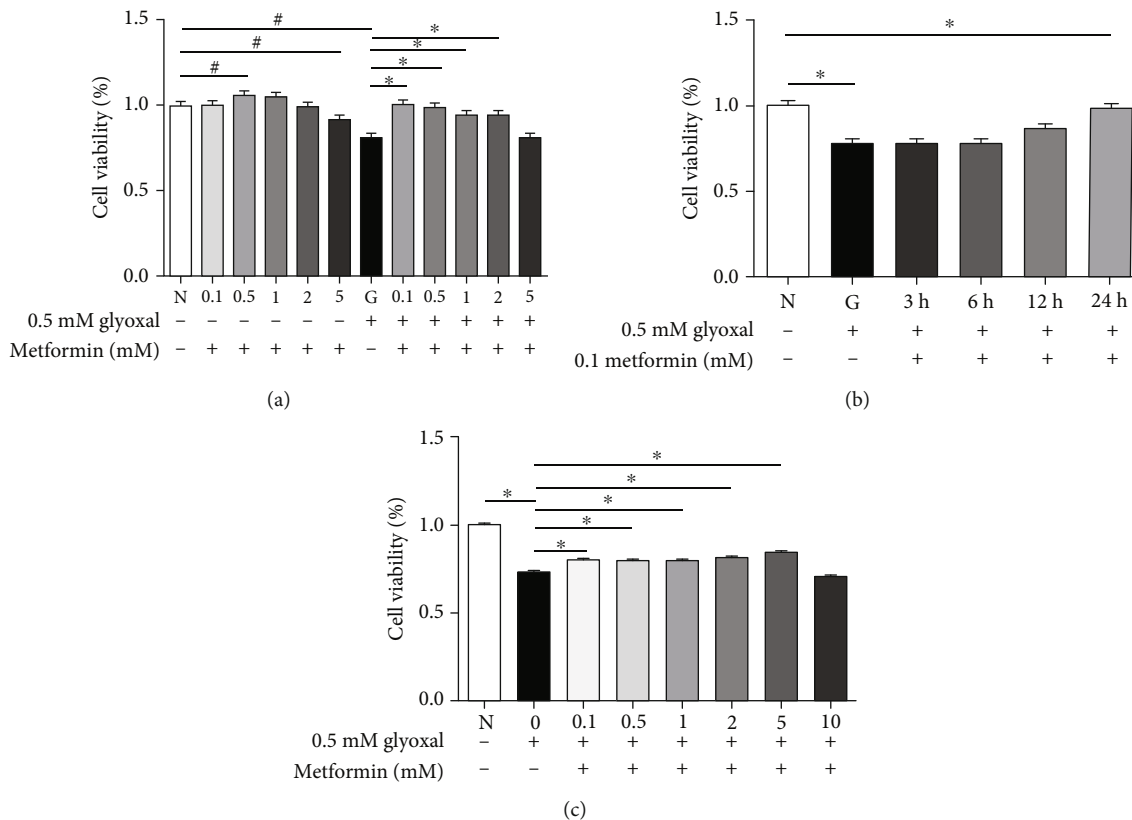 1.5
1.0
0.5
0.0
Cell viability (%)
#
#
#
*
*
*
*
N 0.1 0.5 1 2 5 G 0.1 0.5 1 2 5
0.5 mM glyoxal – – – – – – + + + + + +
Metformin (mM) – + + + + + – + + + + +
(a)
1.5
1.0
0.5
0.0
Cell viability (%)
*
*
N G 3 h 6 h 12 h 24 h
0.5 mM glyoxal – + + + + +
0.1 metformin (mM) – – + + + +
(b)
1.5
1.0
0.5
0.0
Cell viability (%)
*
*
*
*
*
*
N 0 0.1 0.5 1 2 5 10
0.5 mM glyoxal – + + + + + + +
Metformin (mM) – – + + + + + +
(c)